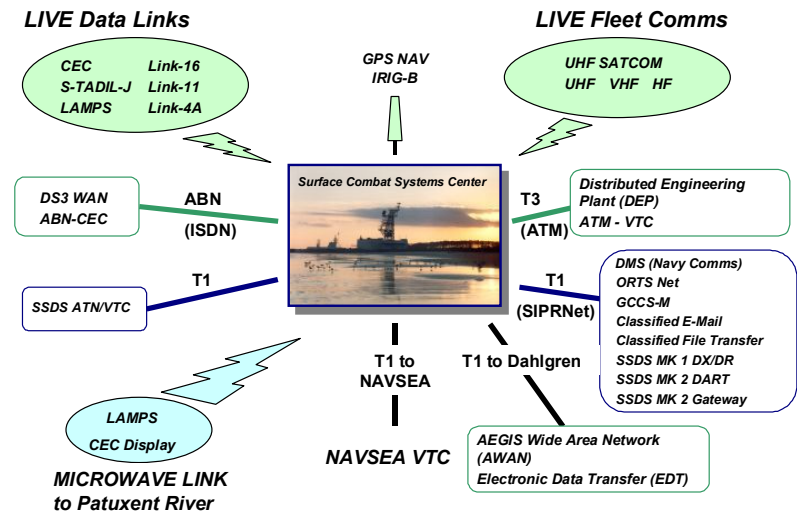 LIVE Data Links
CEC Link-16
S-TADIL-J Link-11
LAMPS Link-4A
GPS NAV
IRIG-B
LIVE Fleet Comms
UHF SATCOM
UHF VHF HF
Surface Combat Systems Center
DS3 WAN
ABN-CEC
ABN
(ISDN)
T3
(ATM)
Distributed Engineering
Plant (DEP)
ATM - VTC
SSDS ATN/VTC
T1
T1
(SIPRNet)
DMS (Navy Comms)
ORTS Net
GCCS-M
Classified E-Mail
Classified File Transfer
SSDS MK 1 DX/DR
SSDS MK 2 DART
SSDS MK 2 Gateway
T1 to
NAVSEA
T1 to Dahlgren
LAMPS
CEC Display
MICROWAVE LINK
to Patuxent River
NAVSEA VTC
AEGIS Wide Area Network
(AWAN)
Electronic Data Transfer (EDT)